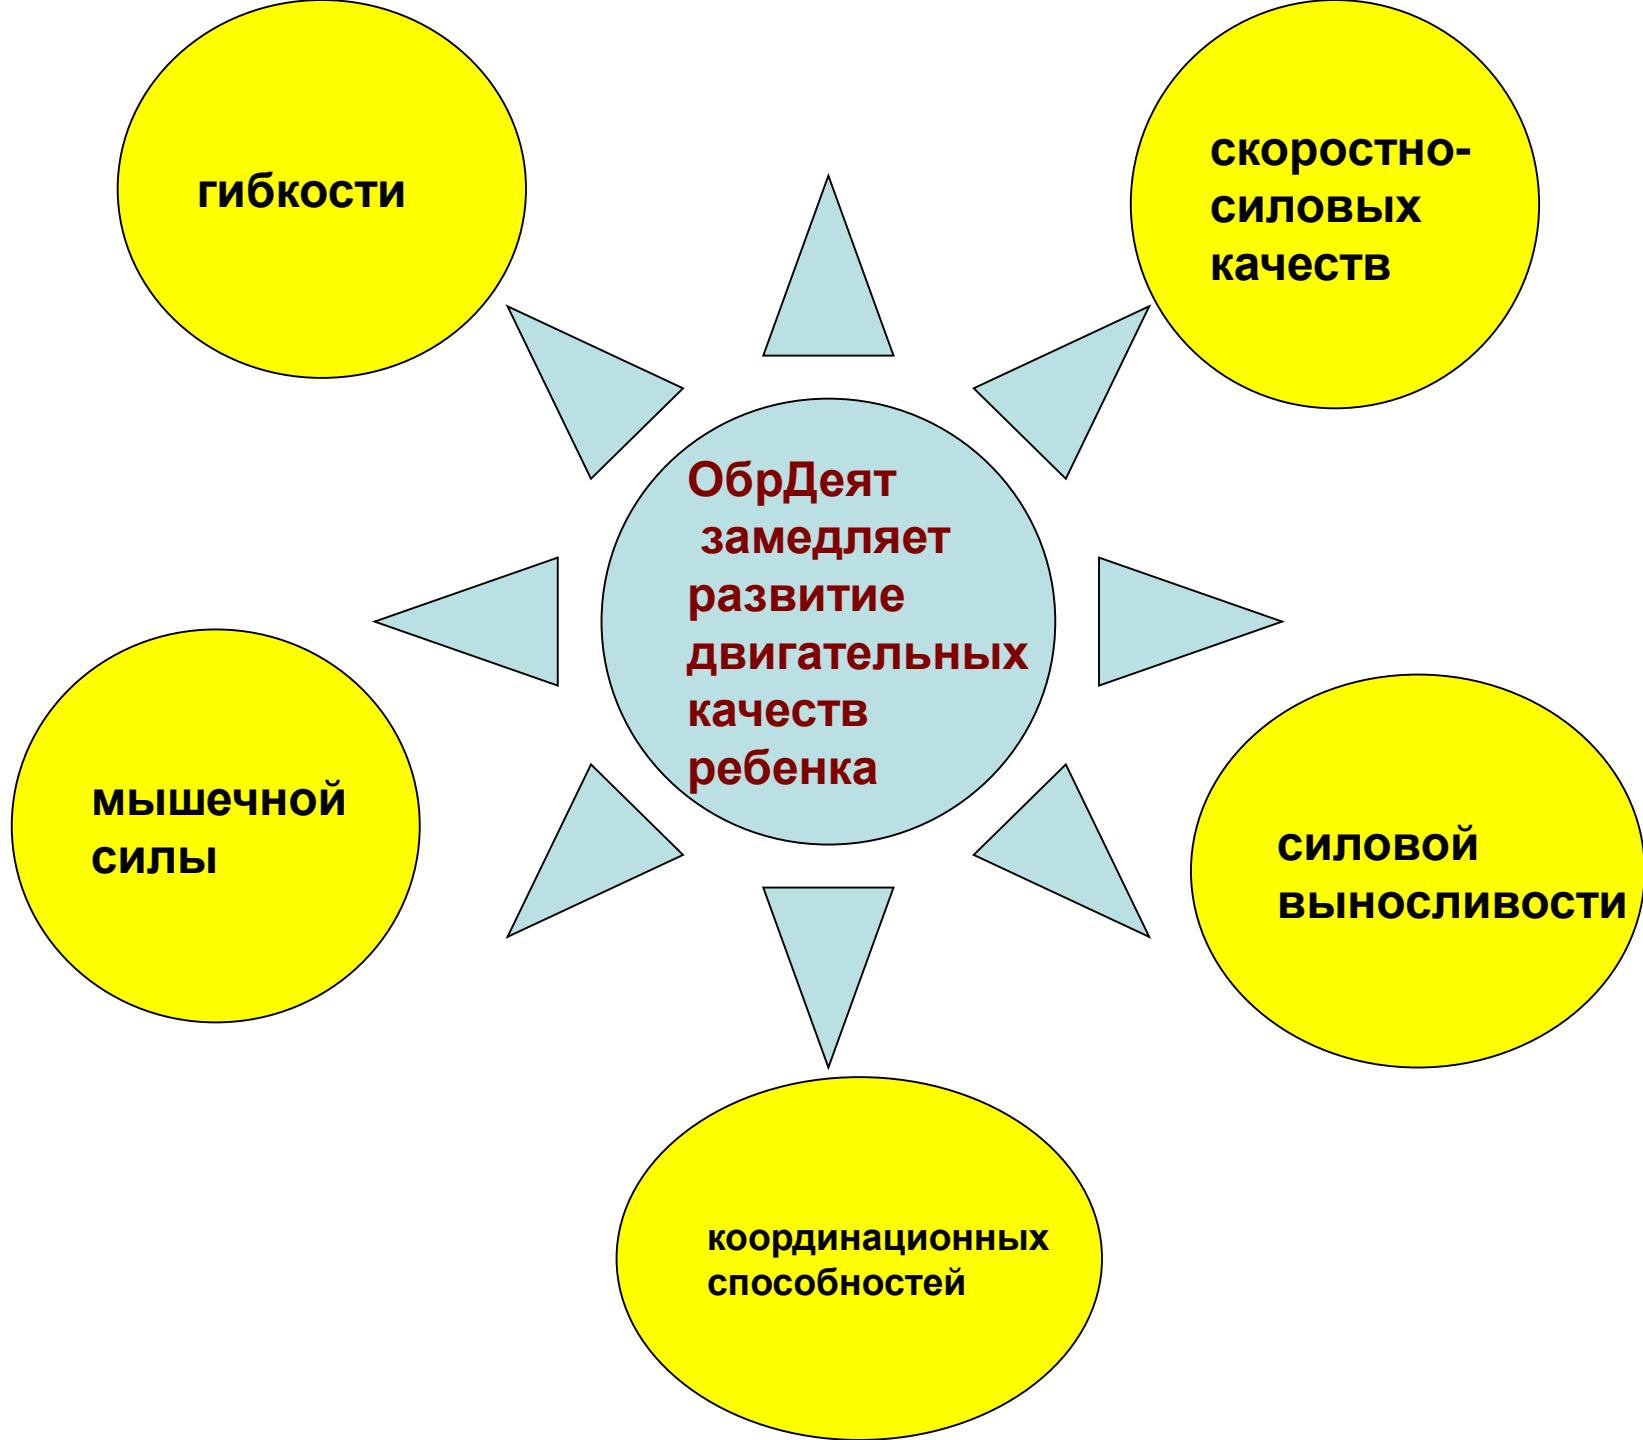 гибкости
скоростно-
силовых
качеств
ОбрДеят
замедляет
развитие
двигательных
качеств
ребенка
мышечной
силы
силовой
выносливости
координационных
способностей